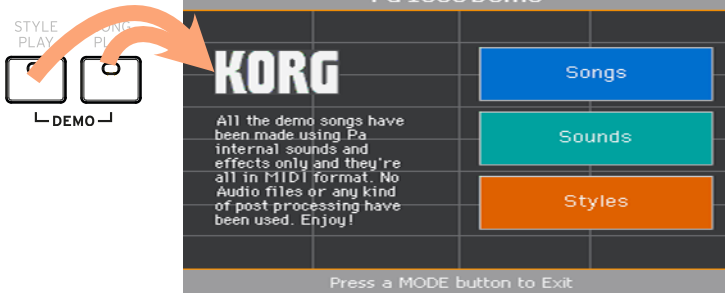 STYLE
PLAY
DEMO
KORG
All the demo songs have
been made using Pa
internal sounds and
effects only and they're
all in MIDI format. No
Audio files or any kind
of post processing have
been used. Enjoy!
Songs
Sounds
Styles
Press a MODE button to Exit